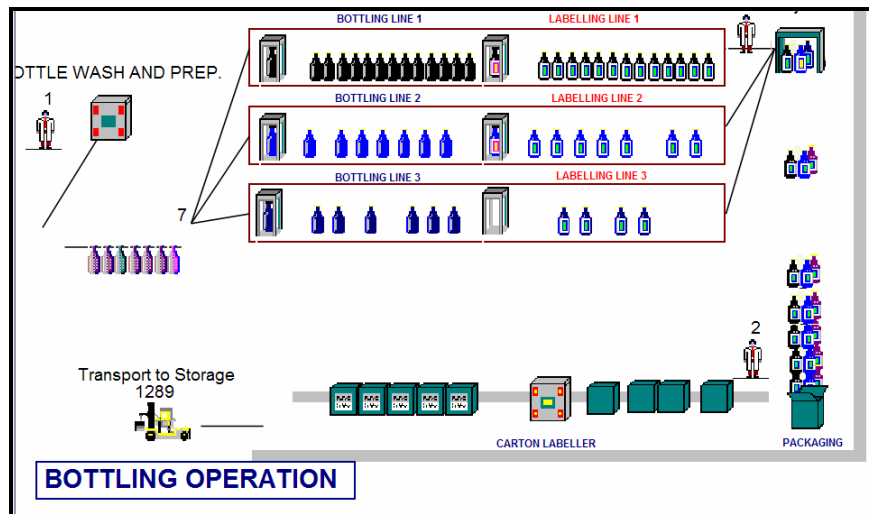 BOTTLING LINE 1
LABELLING LINE 1
OTTLE WASH AND PREP.
1
BOTTLING LINE 2
LABELLING LINE 2
BOTTLING LINE 3
LABELLING LINE 3
7
2
Transport to Storage
1289
CARTON LABELLER
PACKAGING
BOTTLING OPERATION